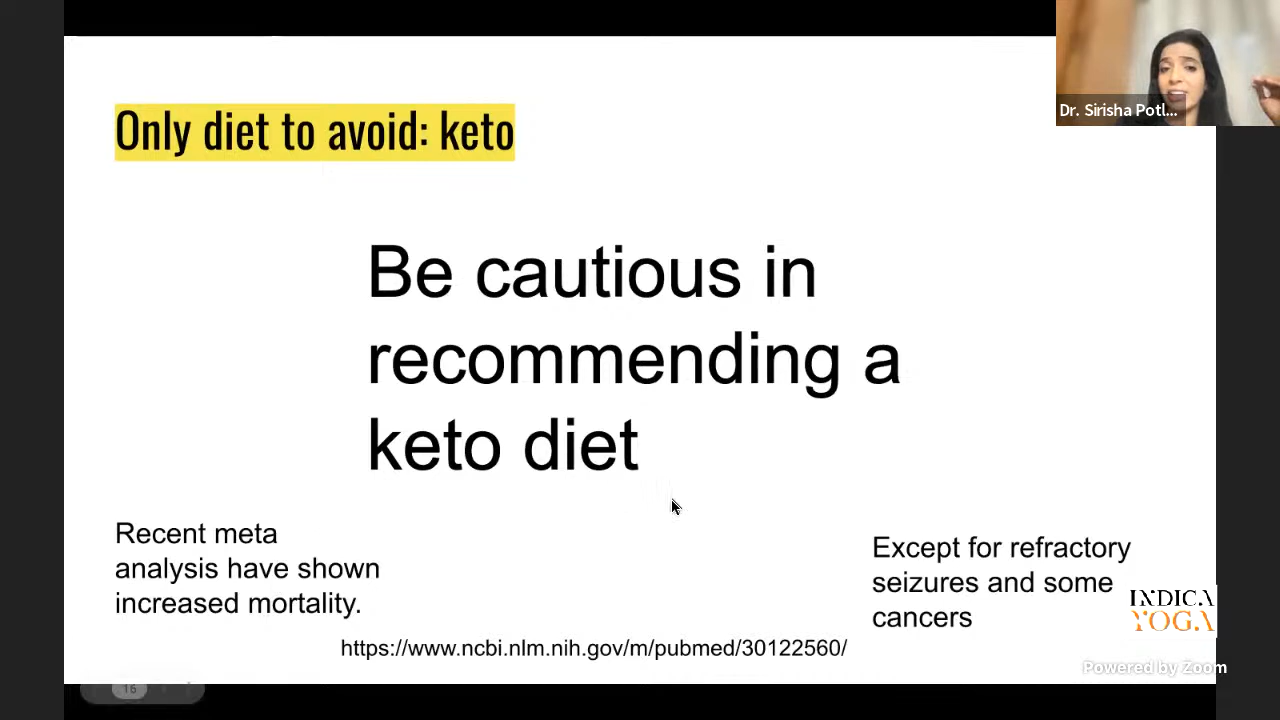 Only diet to avoid: keto
Dr. Sirisha Potl...
Be cautious in
recommending a
keto diet
Recent meta
analysis have shown
increased mortality.
Except for refractory
seizures and some
cancers
https://www.ncbi.nlm.nih.gov/m/pubmed/30122560/
INDICA
YOGA
Powered by Zoom
16